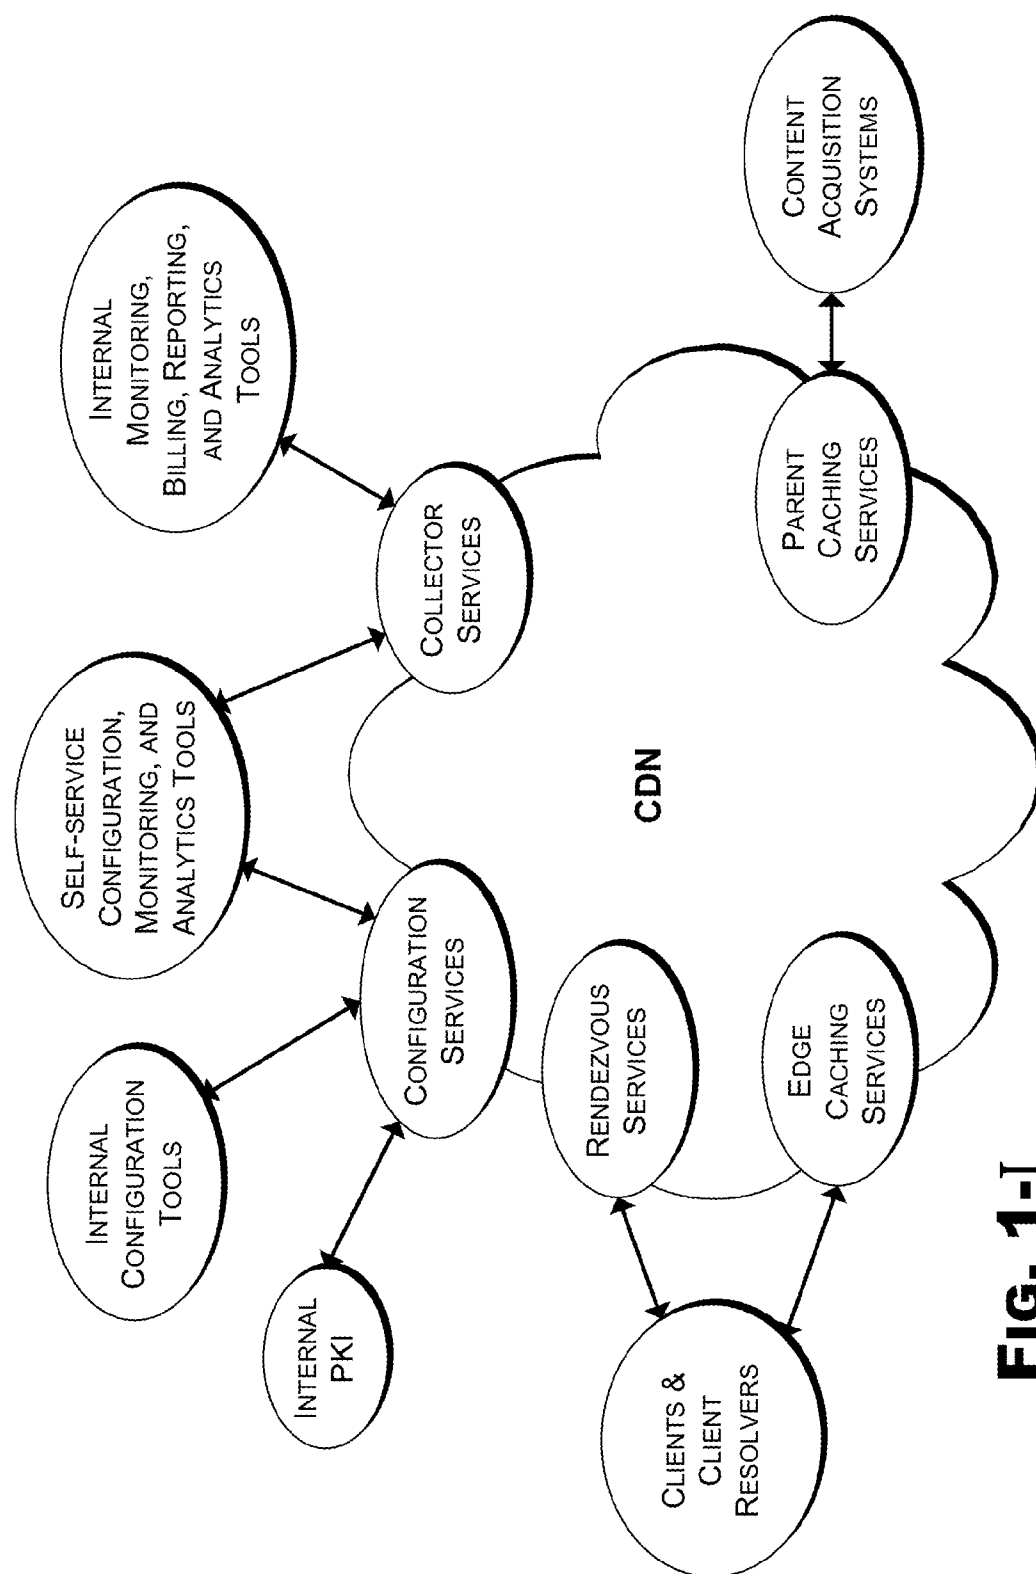 INTERNAL
PKI
INTERNAL
CONFIGURATION
TOOLS
SELF-SERVICE
CONFIGURATION,
MONITORING, AND
ANALYTICS TOOLS
INTERNAL
MONITORING,
BILLING, REPORTING,
AND ANALYTICS
TOOLS
CONFIGURATION
SERVICES
COLLECTOR
SERVICES
CLIENTS &
CLIENT
RESOLVERS
RENDEZVOUS
SERVICES
EDGE
CACHING
SERVICES
CDN
PARENT
CACHING
SERVICES
CONTENT
ACQUISITION
SYSTEMS
FIG. 1-I